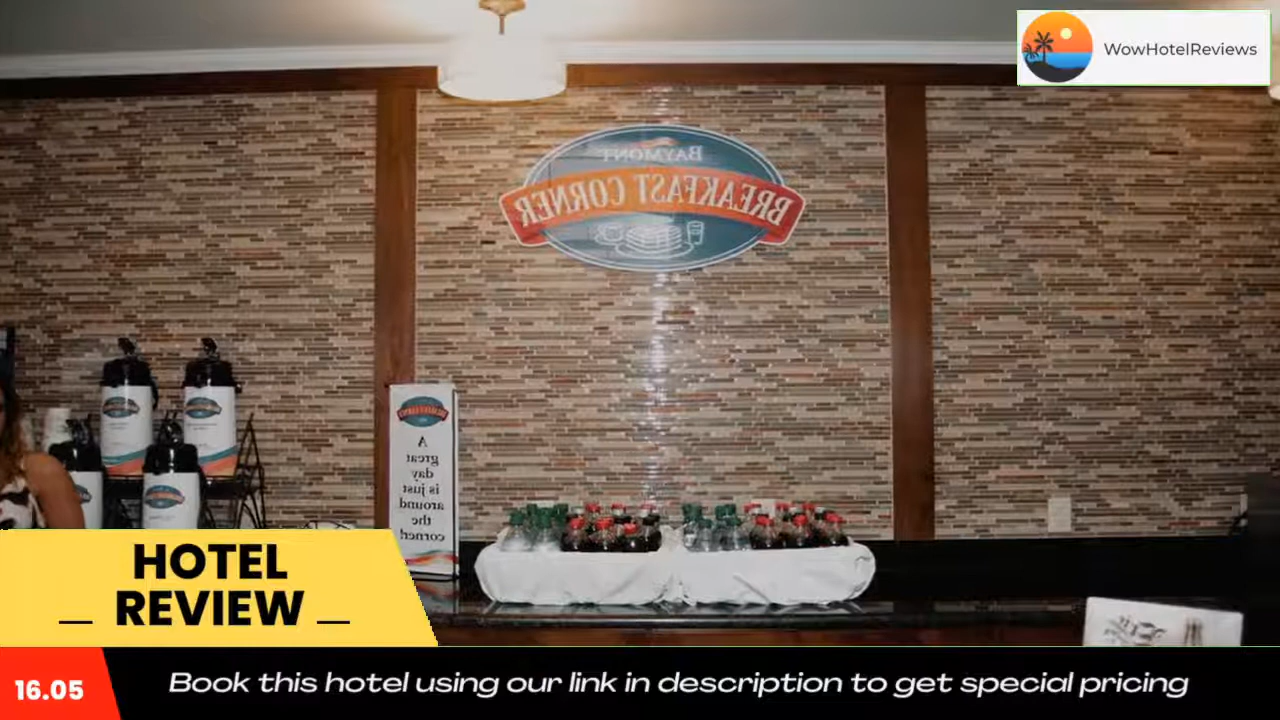 WowHotelReviews
BAYMONT
BREAKFAST CORNER
A
great
day
is just
around
the
corner!
HOTEL
REVIEW
16.05
Book this hotel using our link in description to get special pricing